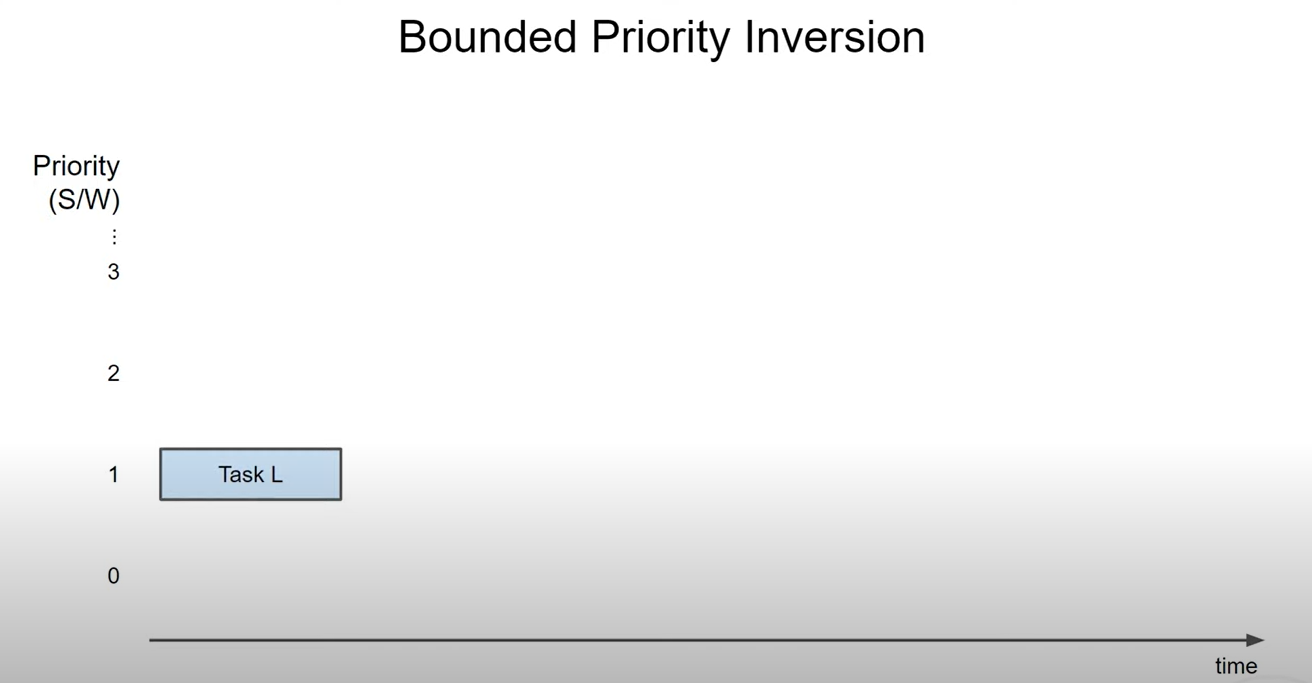 Bounded Priority Inversion
Priority
(S/W)
⋮
3
2
1
Task L
0
time